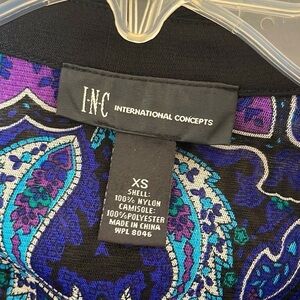 I·N·C INTERNATIONAL CONCEPTS
XS
SHELL:
100% NYLON
CAMISOLE:
100% POLYESTER
MADE IN CHINA
WPL 8046